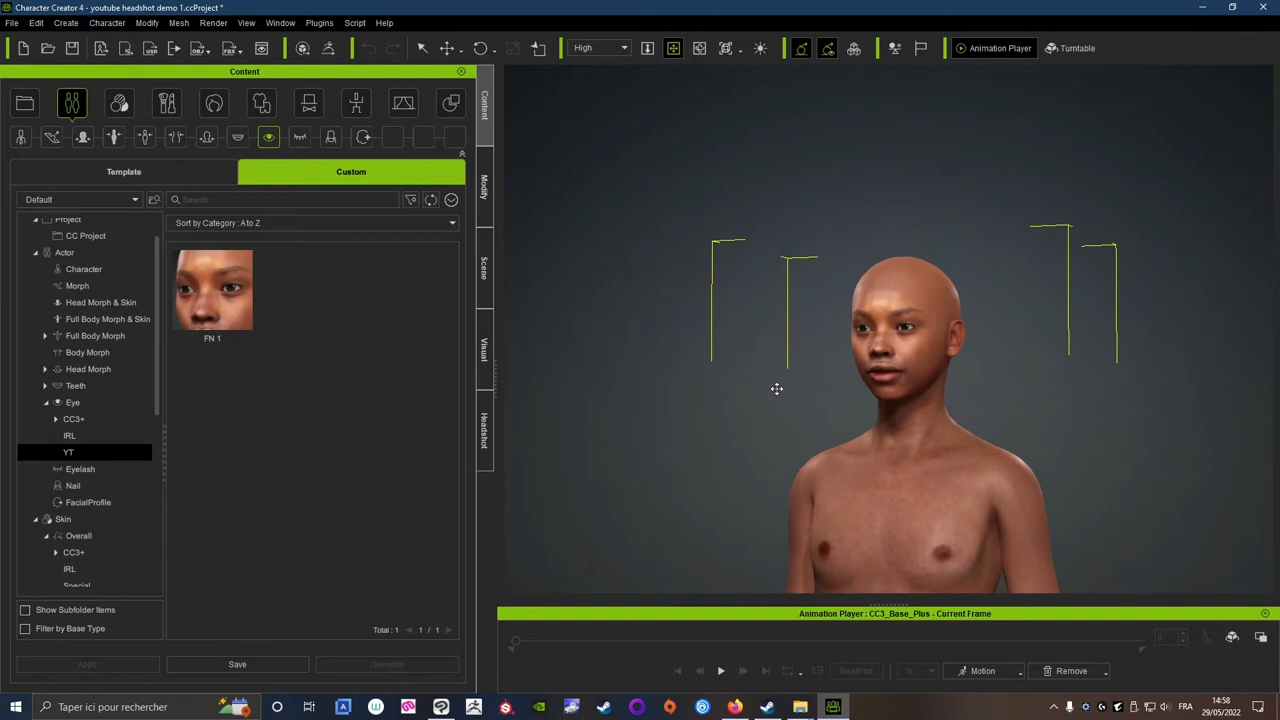 Character Creator 4 - youtube headshot demo 1.ccProject *
File Edit Create Character Modify Mesh Render View Window Plugins Script Help
High
Animation Player
Turntable
Content
Template
Custom
Default
Search
Sort by Category : A to Z
Project
CC Project
Actor
Character
Morph
Head Morph & Skin
Full Body Morph & Skin
Full Body Morph
Body Morph
Head Morph
Teeth
Eye
CC3+
IRL
YT
Eyelash
Nail
FacialProfile
Skin
Overall
CC3+
IRL
Special
FN 1
Show Subfolder Items
Filter by Base Type
Total : 1
1 / 1
Apply
Save
Overwrite
Content
Modify
Scene
Visual
Headshot
Animation Player : CC3_Base_Plus - Current Frame
0
Realtime
1x
Motion
Remove
Taper ici pour rechercher
FRA
14:58
29/05/2022